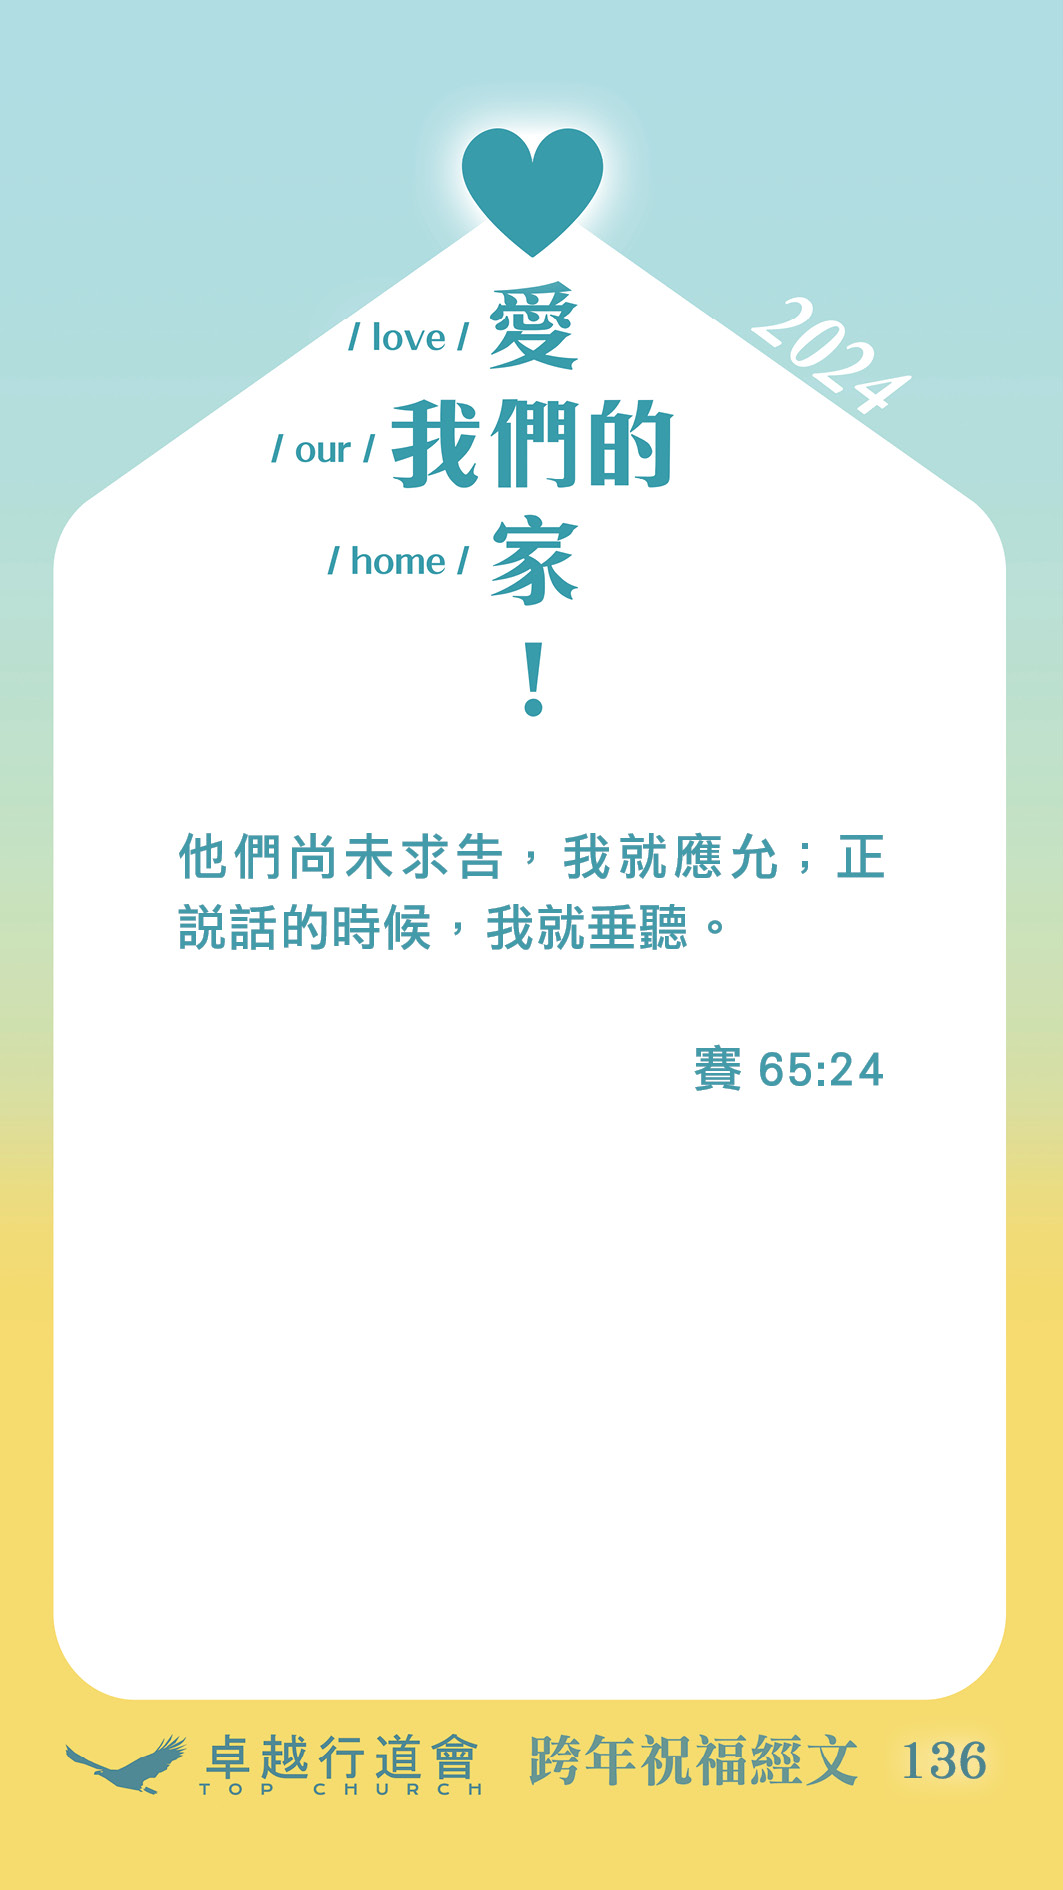 2024
/ love / 愛
/ our / 我們的
/ home / 家
!
他們尚未求告，我就應允；正
說話的時候，我就垂聽。
賽 65:24
卓越行道會
TOP CHURCH
跨年祝福經文 136